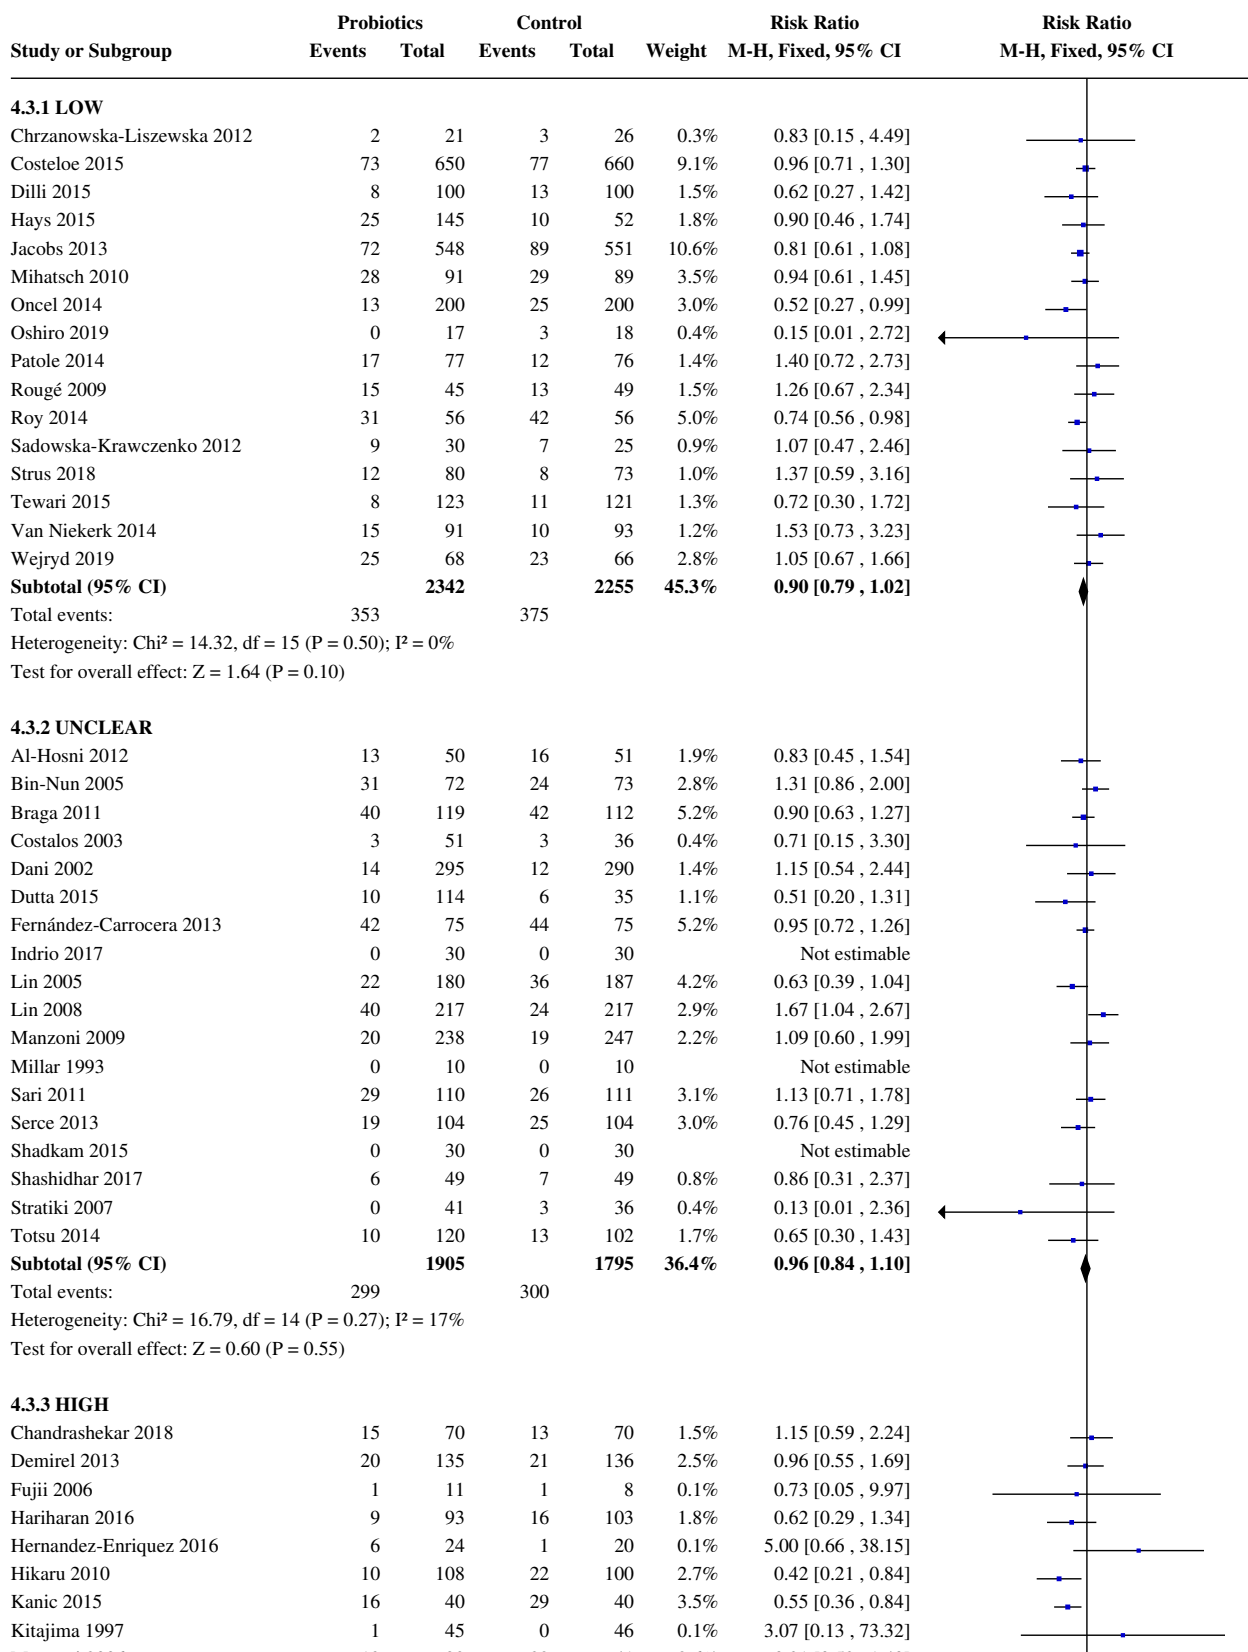 Probiotics Control Risk Ratio Risk Ratio
Study or Subgroup Events Total Events Total Weight M-H, Fixed, 95% CI M-H, Fixed, 95% CI
4.3.1 LOW
Chrzanowska-Liszewska 2012 2 21 3 26 0.3% 0.83 [0.15 , 4.49]
Costeloe 2015 73 650 77 660 9.1% 0.96 [0.71 , 1.30]
Dilli 2015 8 100 13 100 1.5% 0.62 [0.27 , 1.42]
Hays 2015 25 145 10 52 1.8% 0.90 [0.46 , 1.74]
Jacobs 2013 72 548 89 551 10.6% 0.81 [0.61 , 1.08]
Mihatsch 2010 28 91 29 89 3.5% 0.94 [0.61 , 1.45]
Oncel 2014 13 200 25 200 3.0% 0.52 [0.27 , 0.99]
Oshiro 2019 0 17 3 18 0.4% 0.15 [0.01 , 2.72]
Patole 2014 17 77 12 76 1.4% 1.40 [0.72 , 2.73]
Rougé 2009 15 45 13 49 1.5% 1.26 [0.67 , 2.34]
Roy 2014 31 56 42 56 5.0% 0.74 [0.56 , 0.98]
Sadowska-Krawczenko 2012 9 30 7 25 0.9% 1.07 [0.47 , 2.46]
Strus 2018 12 80 8 73 1.0% 1.37 [0.59 , 3.16]
Tewari 2015 8 123 11 121 1.3% 0.72 [0.30 , 1.72]
Van Niekerk 2014 15 91 10 93 1.2% 1.53 [0.73 , 3.23]
Wejryd 2019 25 68 23 66 2.8% 1.05 [0.67 , 1.66]
Subtotal (95% CI) 2342 2255 45.3% 0.90 [0.79 , 1.02]
Total events: 353 375
Heterogeneity: Chi² = 14.32, df = 15 (P = 0.50); I² = 0%
Test for overall effect: Z = 1.64 (P = 0.10)
4.3.2 UNCLEAR
Al-Hosni 2012 13 50 16 51 1.9% 0.83 [0.45 , 1.54]
Bin-Nun 2005 31 72 24 73 2.8% 1.31 [0.86 , 2.00]
Braga 2011 40 119 42 112 5.2% 0.90 [0.63 , 1.27]
Costalos 2003 3 51 3 36 0.4% 0.71 [0.15 , 3.30]
Dani 2002 14 295 12 290 1.4% 1.15 [0.54 , 2.44]
Dutta 2015 10 114 6 35 1.1% 0.51 [0.20 , 1.31]
Fernández-Carrocera 2013 42 75 44 75 5.2% 0.95 [0.72 , 1.26]
Indrio 2017 0 30 0 30 Not estimable
Lin 2005 22 180 36 187 4.2% 0.63 [0.39 , 1.04]
Lin 2008 40 217 24 217 2.9% 1.67 [1.04 , 2.67]
Manzoni 2009 20 238 19 247 2.2% 1.09 [0.60 , 1.99]
Millar 1993 0 10 0 10 Not estimable
Sari 2011 29 110 26 111 3.1% 1.13 [0.71 , 1.78]
Serce 2013 19 104 25 104 3.0% 0.76 [0.45 , 1.29]
Shadkam 2015 0 30 0 30 Not estimable
Shashidhar 2017 6 49 7 49 0.8% 0.86 [0.31 , 2.37]
Stratiki 2007 0 41 3 36 0.4% 0.13 [0.01 , 2.36]
Totsu 2014 10 120 13 102 1.7% 0.65 [0.30 , 1.43]
Subtotal (95% CI) 1905 1795 36.4% 0.96 [0.84 , 1.10]
Total events: 299 300
Heterogeneity: Chi² = 16.79, df = 14 (P = 0.27); I² = 17%
Test for overall effect: Z = 0.60 (P = 0.55)
4.3.3 HIGH
Chandrashekar 2018 15 70 13 70 1.5% 1.15 [0.59 , 2.24]
Demirel 2013 20 135 21 136 2.5% 0.96 [0.55 , 1.69]
Fujii 2006 1 11 1 8 0.1% 0.73 [0.05 , 9.97]
Hariharan 2016 9 93 16 103 1.8% 0.62 [0.29 , 1.34]
Hernandez-Enriquez 2016 6 24 1 20 0.1% 5.00 [0.66 , 38.15]
Hikaru 2010 10 108 22 100 2.7% 0.42 [0.21 , 0.84]
Kanic 2015 16 40 29 40 3.5% 0.55 [0.36 , 0.84]
Kitajima 1997 1 45 0 46 0.1% 3.07 [0.13 , 73.32]